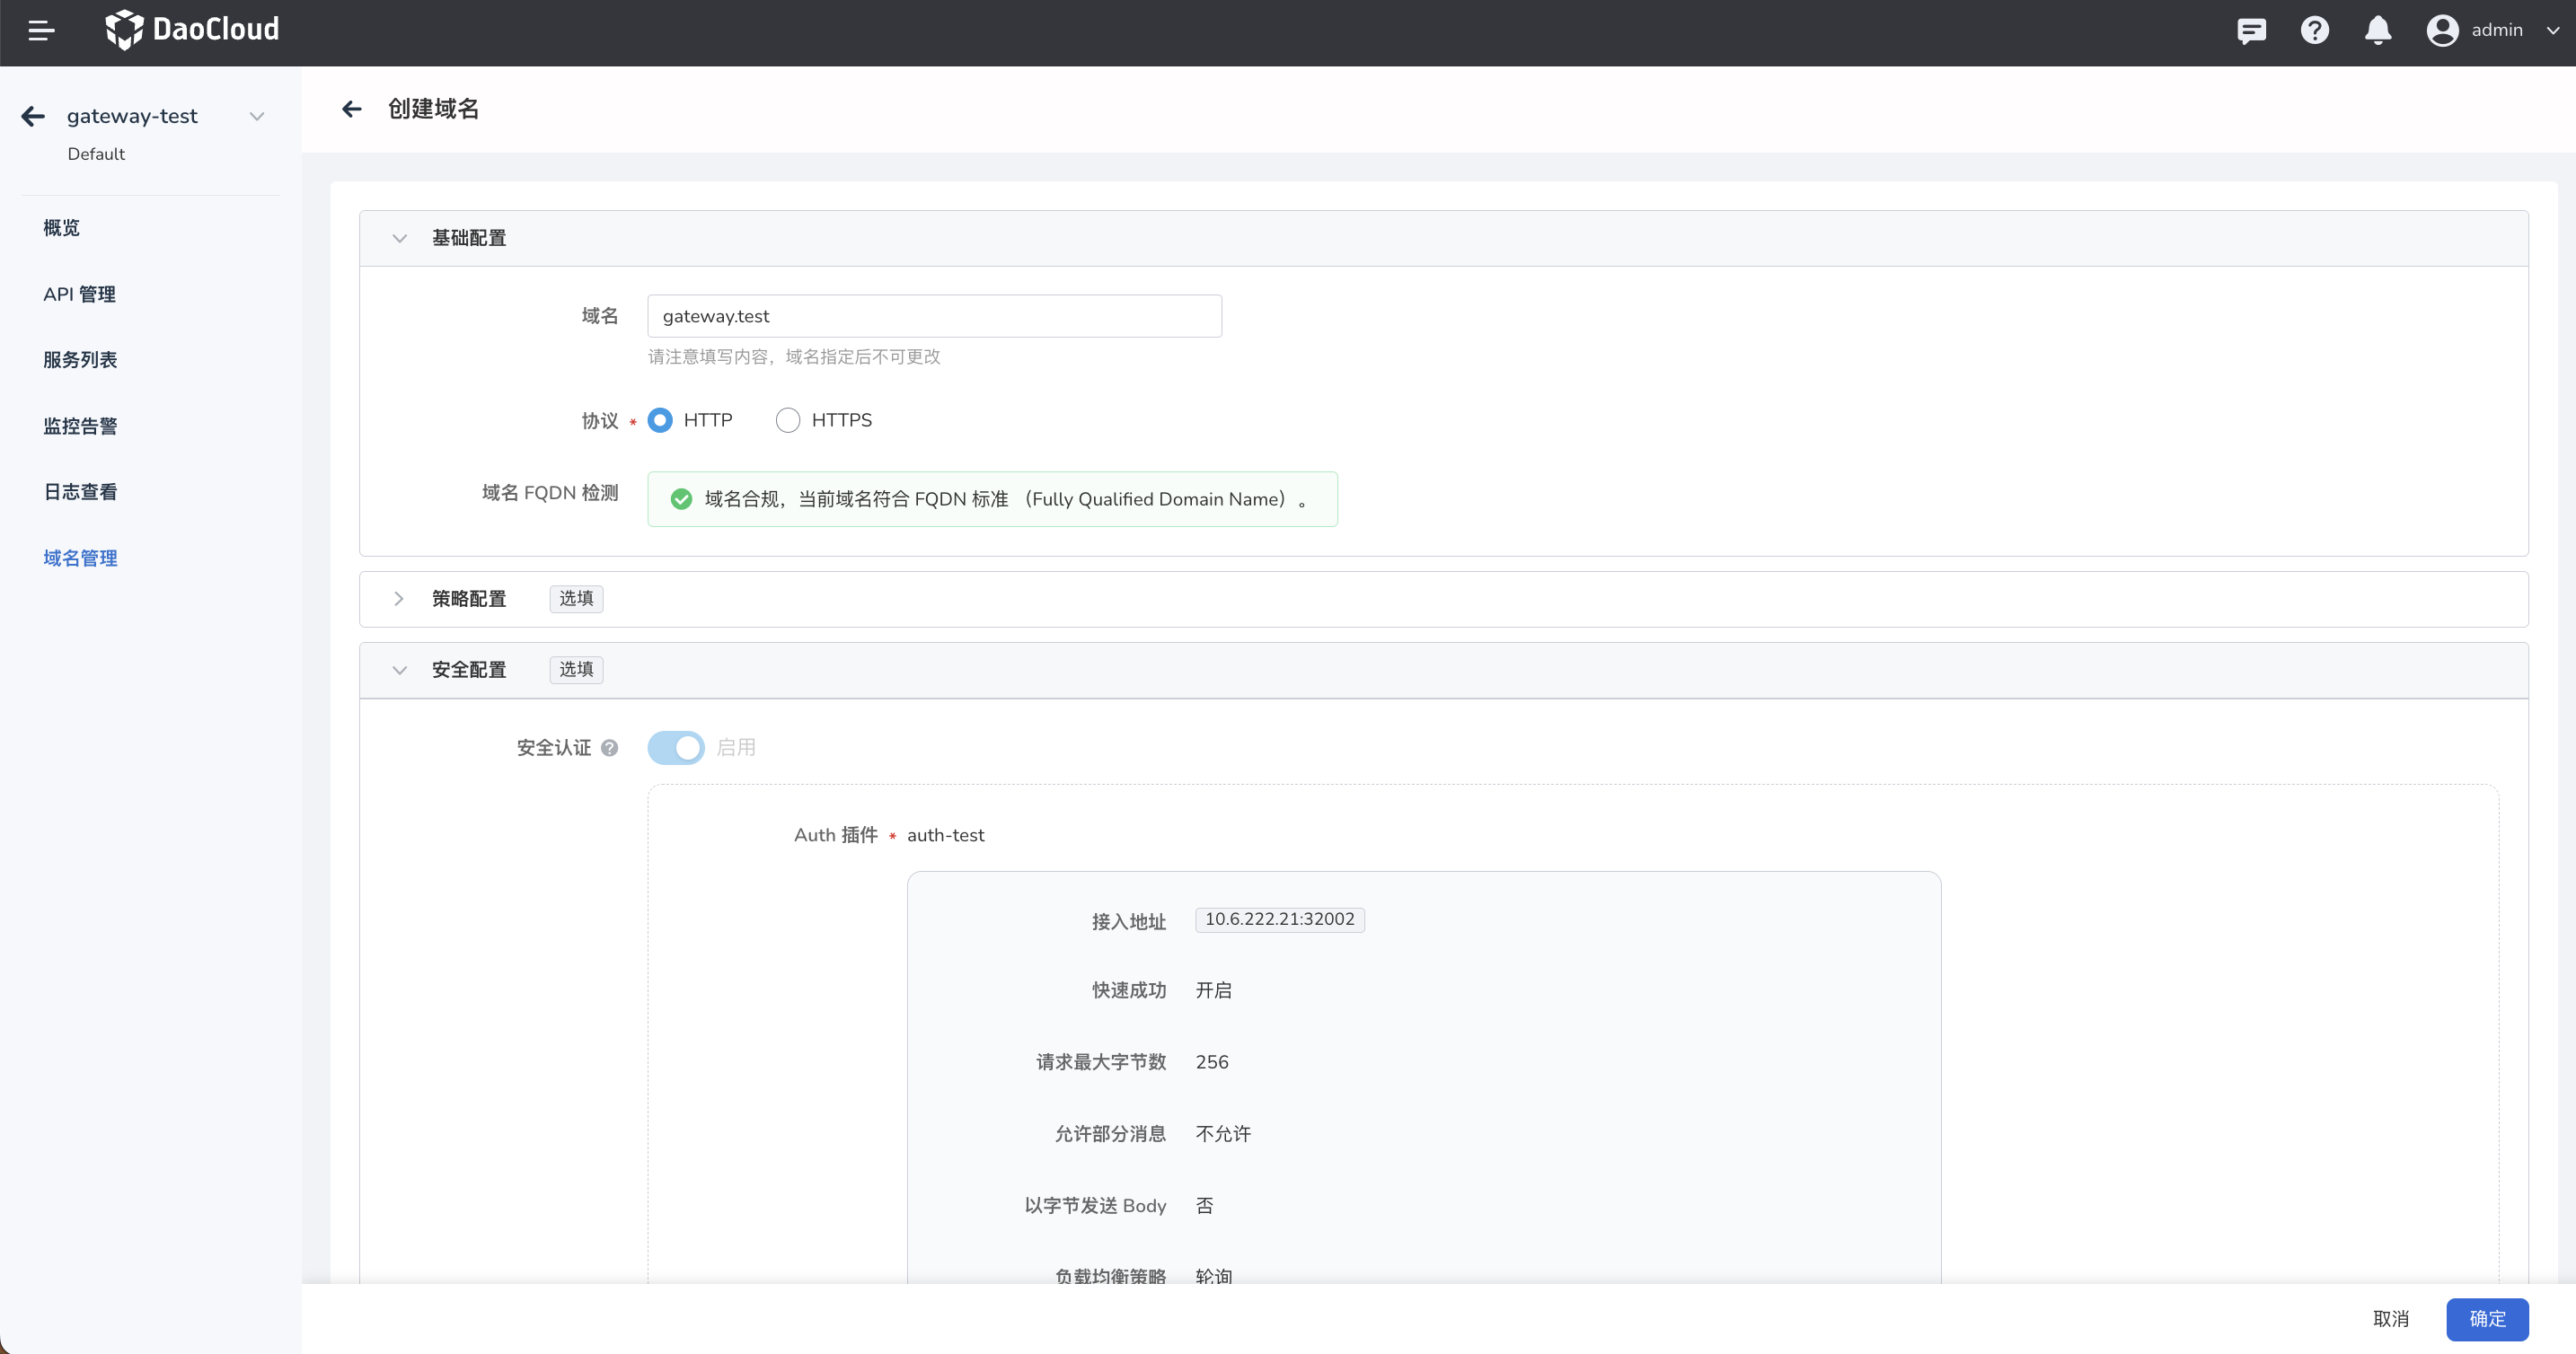 DaoCloud
admin
gateway-test
Default
概览
API 管理
服务列表
监控告警
日志查看
域名管理
创建域名
基础配置
域名 gateway.test
请注意填写内容，域名指定后不可更改
协议 * HTTP HTTPS
域名 FQDN 检测 域名合规，当前域名符合 FQDN 标准 （Fully Qualified Domain Name）。
策略配置 选填
安全配置 选填
安全认证 启用
Auth 插件 * auth-test
接入地址 10.6.222.21:32002
快速成功 开启
请求最大字节数 256
允许部分消息 不允许
以字节发送 Body 否
负载均衡策略 轮询
取消 确定